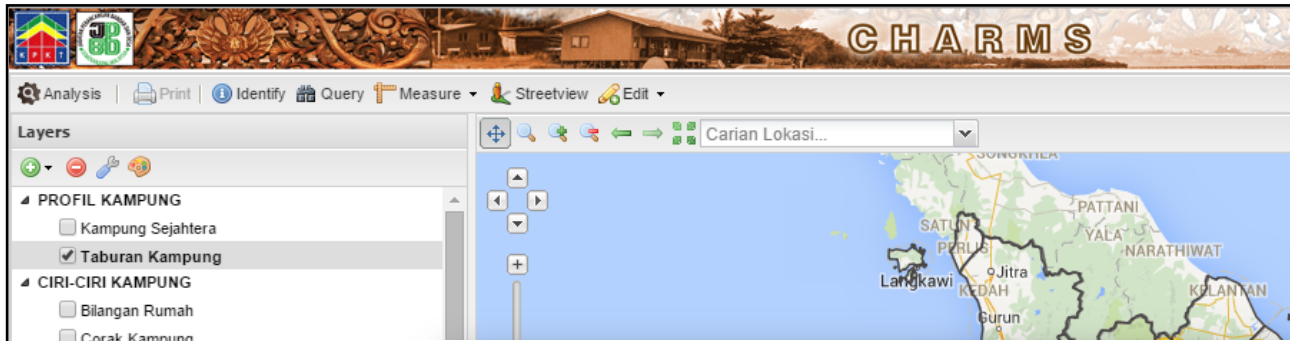 K P K T
JPBD
CHARMS
Analysis Print Identify Query Measure Streetview Edit
Layers
Carian Lokasi...
PROFIL KAMPUNG
Kampung Sejahtera
Taburan Kampung
CIRI-CIRI KAMPUNG
Bilangan Rumah
Corak Kampung
SONGKHLA
PATTANI
SATUN
YALA
PERLIS
NARATHIWAT
Jitra
Langkawi
KEDAH
KELANTAN
Gurun